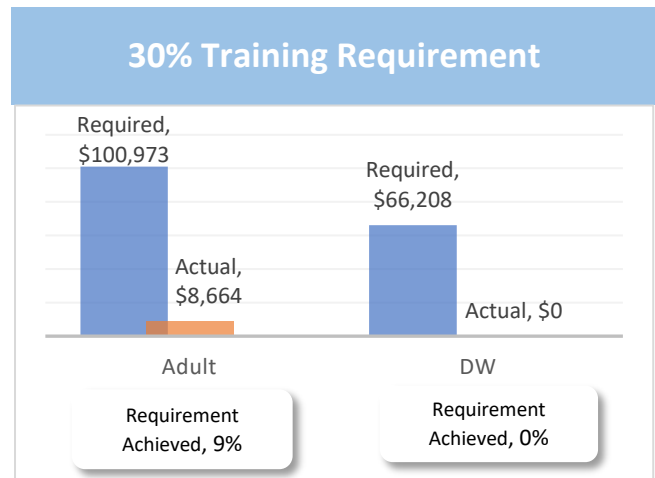 30% Training Requirement
Required,
$100,973
Required,
$66,208
Actual,
$8,664
Actual, $0
Adult
DW
Requirement
Achieved, 9%
Requirement
Achieved, 0%